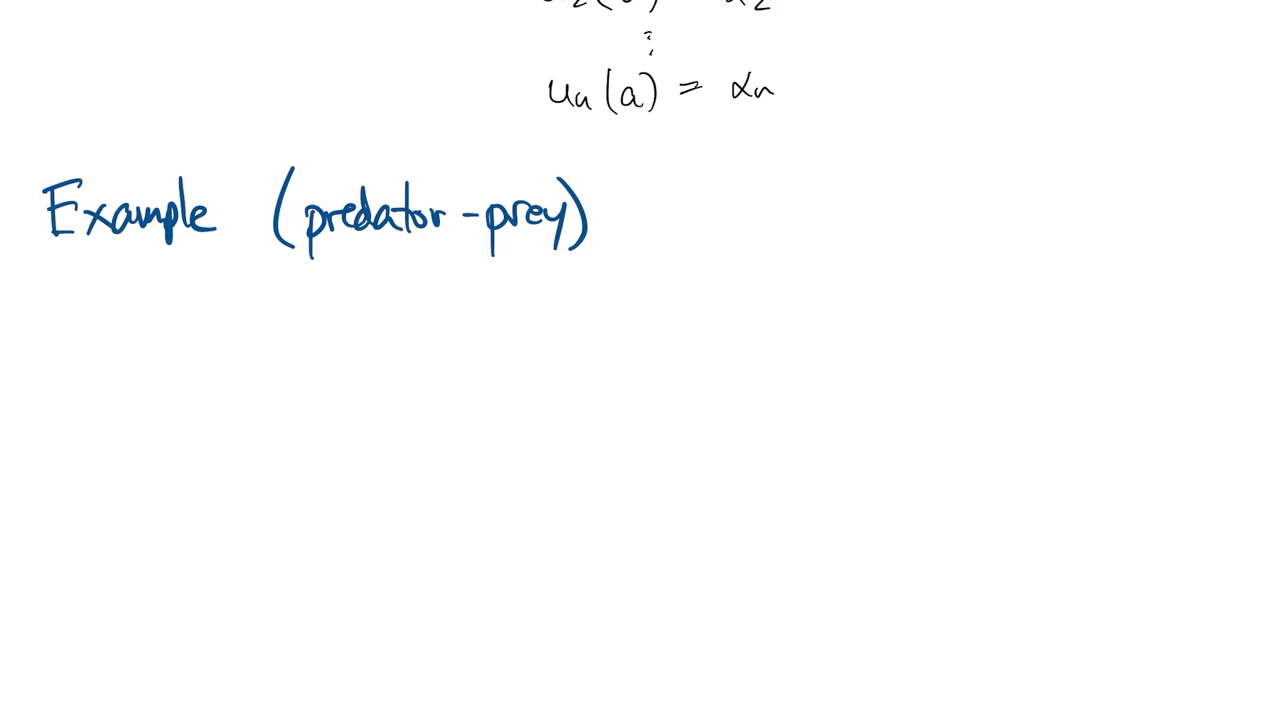 ⋮
uₙ(a) = αₙ
Example (predator-prey)